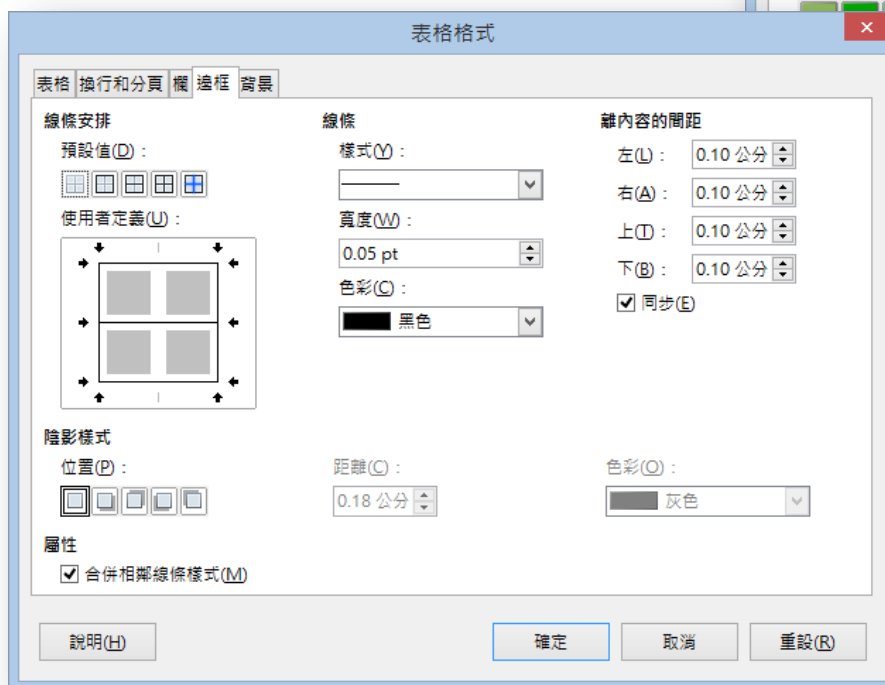 表格格式
表格 換行和分頁 欄 邊框 背景
線條安排
預設值(D)：
使用者定義(U)：
線條
樣式(Y)：
寬度(W)：
0.05 pt
色彩(C)：
黑色
離內容的間距
左(L)： 0.10 公分
右(A)： 0.10 公分
上(T)： 0.10 公分
下(B)： 0.10 公分
同步(E)
陰影樣式
位置(P)：
距離(C)：
0.18 公分
色彩(O)：
灰色
屬性
合併相鄰線條樣式(M)
說明(H) 確定 取消 重設(R)